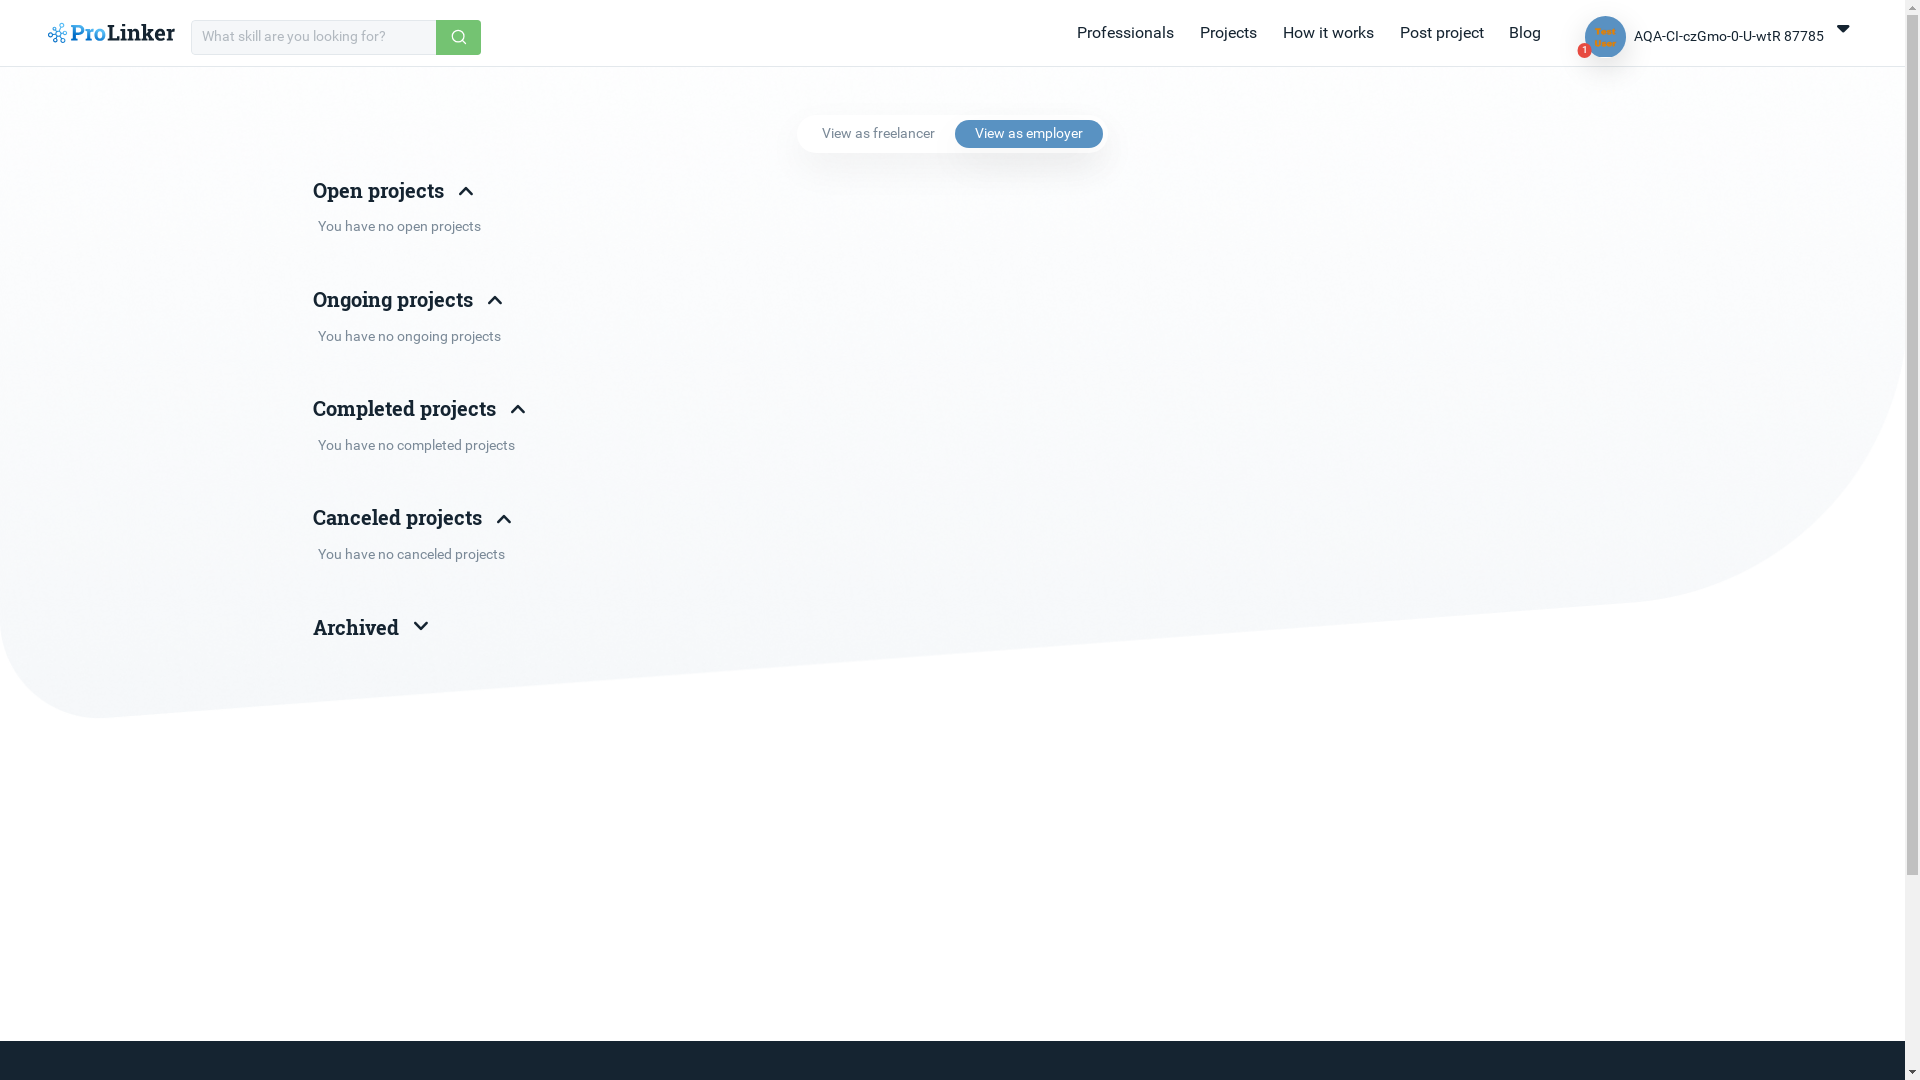 ProLinker
What skill are you looking for?
Professionals
Projects
How it works
Post project
Blog
Test
User
1
AQA-CI-czGmo-0-U-wtR 87785
View as freelancer
View as employer
Open projects
You have no open projects
Ongoing projects
You have no ongoing projects
Completed projects
You have no completed projects
Canceled projects
You have no canceled projects
Archived